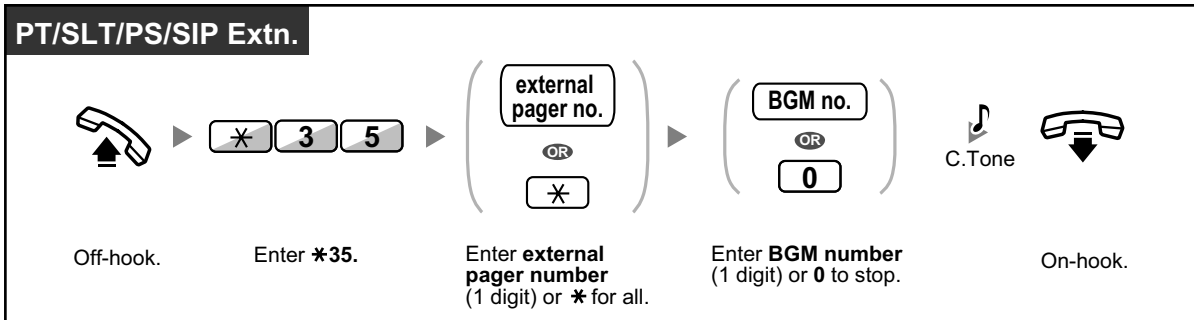 PT/SLT/PS/SIP Extn.
external
pager no.
BGM no.
✱ 3 5
OR
OR
✱
0
C.Tone
Off-hook.
Enter ✱35.
Enter external
pager number
(1 digit) or ✱ for all.
Enter BGM number
(1 digit) or 0 to stop.
On-hook.